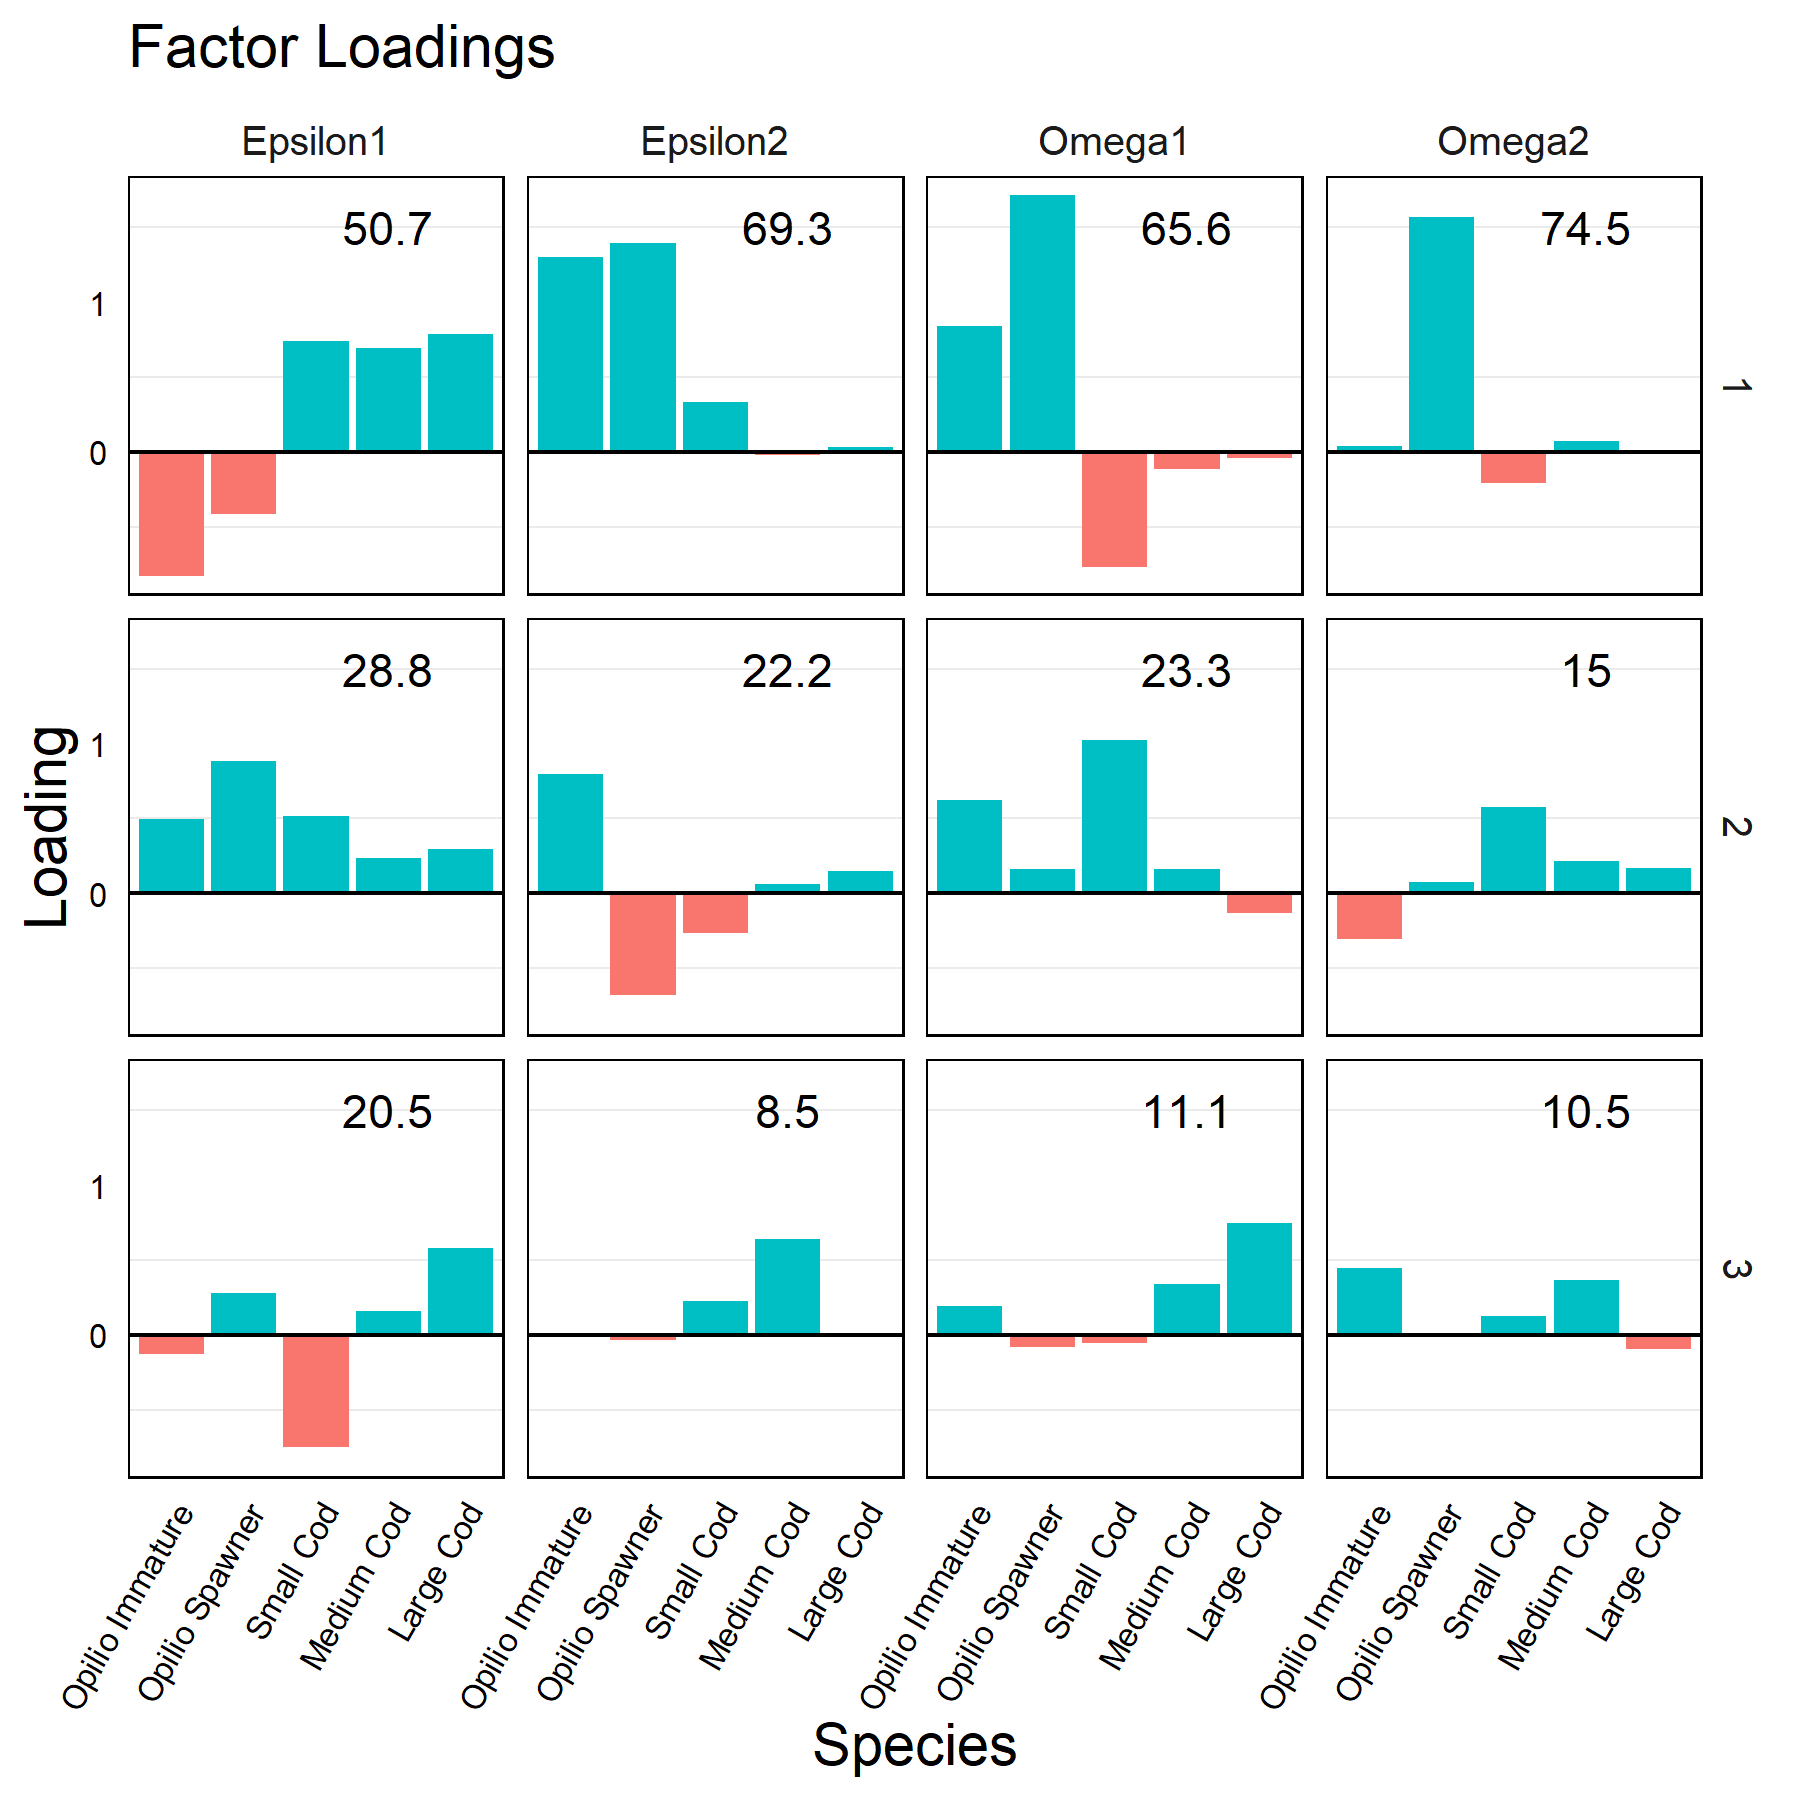 Factor Loadings
Epsilon1 Epsilon2 Omega1 Omega2
50.7 69.3 65.6 74.5
1
0
1
28.8 22.2 23.3 15
1
0
2
Loading
20.5 8.5 11.1 10.5
1
0
3
Opilio Immature Opilio Spawner Small Cod Medium Cod Large Cod
Opilio Immature Opilio Spawner Small Cod Medium Cod Large Cod
Opilio Immature Opilio Spawner Small Cod Medium Cod Large Cod
Opilio Immature Opilio Spawner Small Cod Medium Cod Large Cod
Species